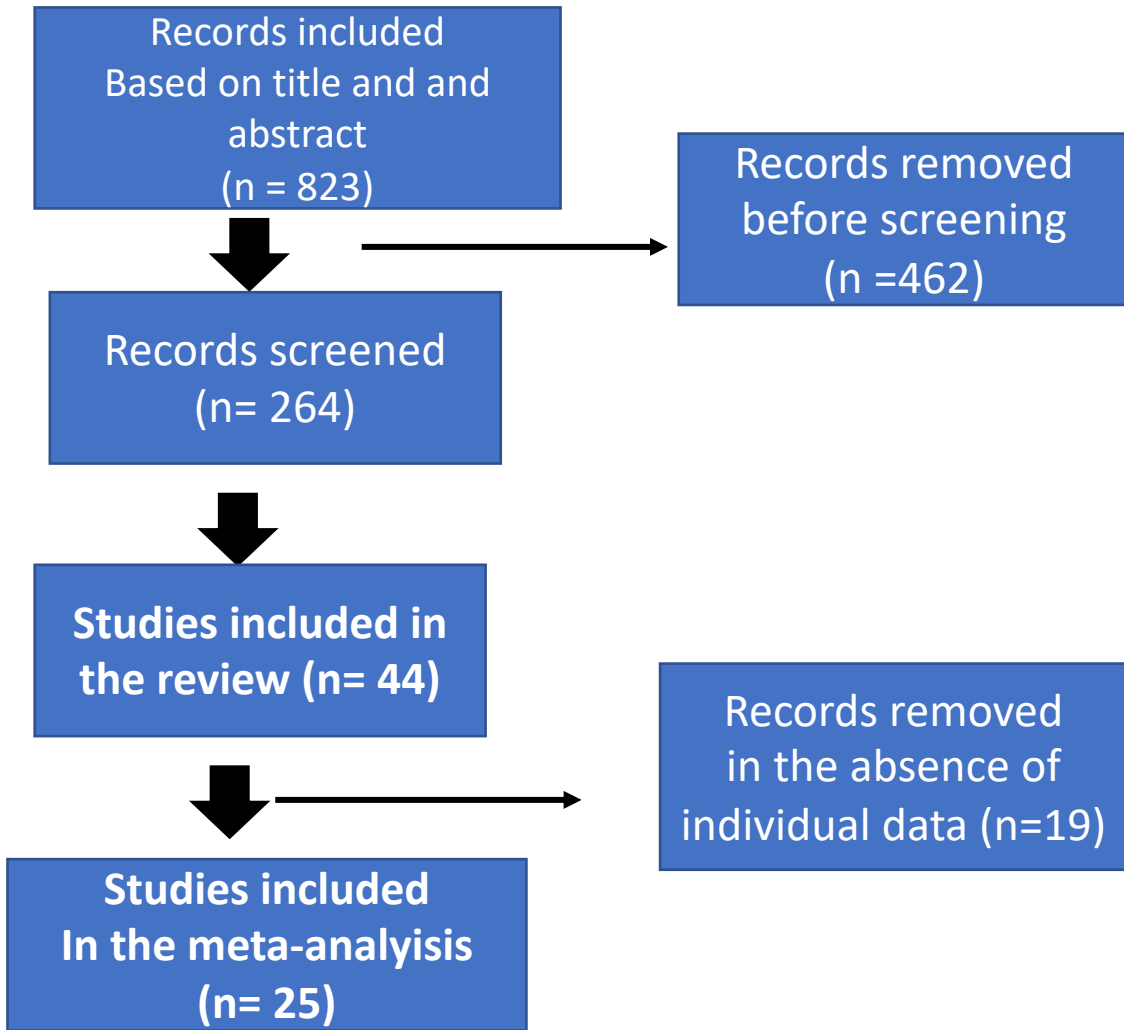 Records included
Based on title and and
abstract
(n = 823)
Records removed
before screening
(n =462)
Records screened
(n= 264)
Studies included in
the review (n= 44)
Records removed
in the absence of
individual data (n=19)
Studies included
In the meta-analyisis
(n= 25)